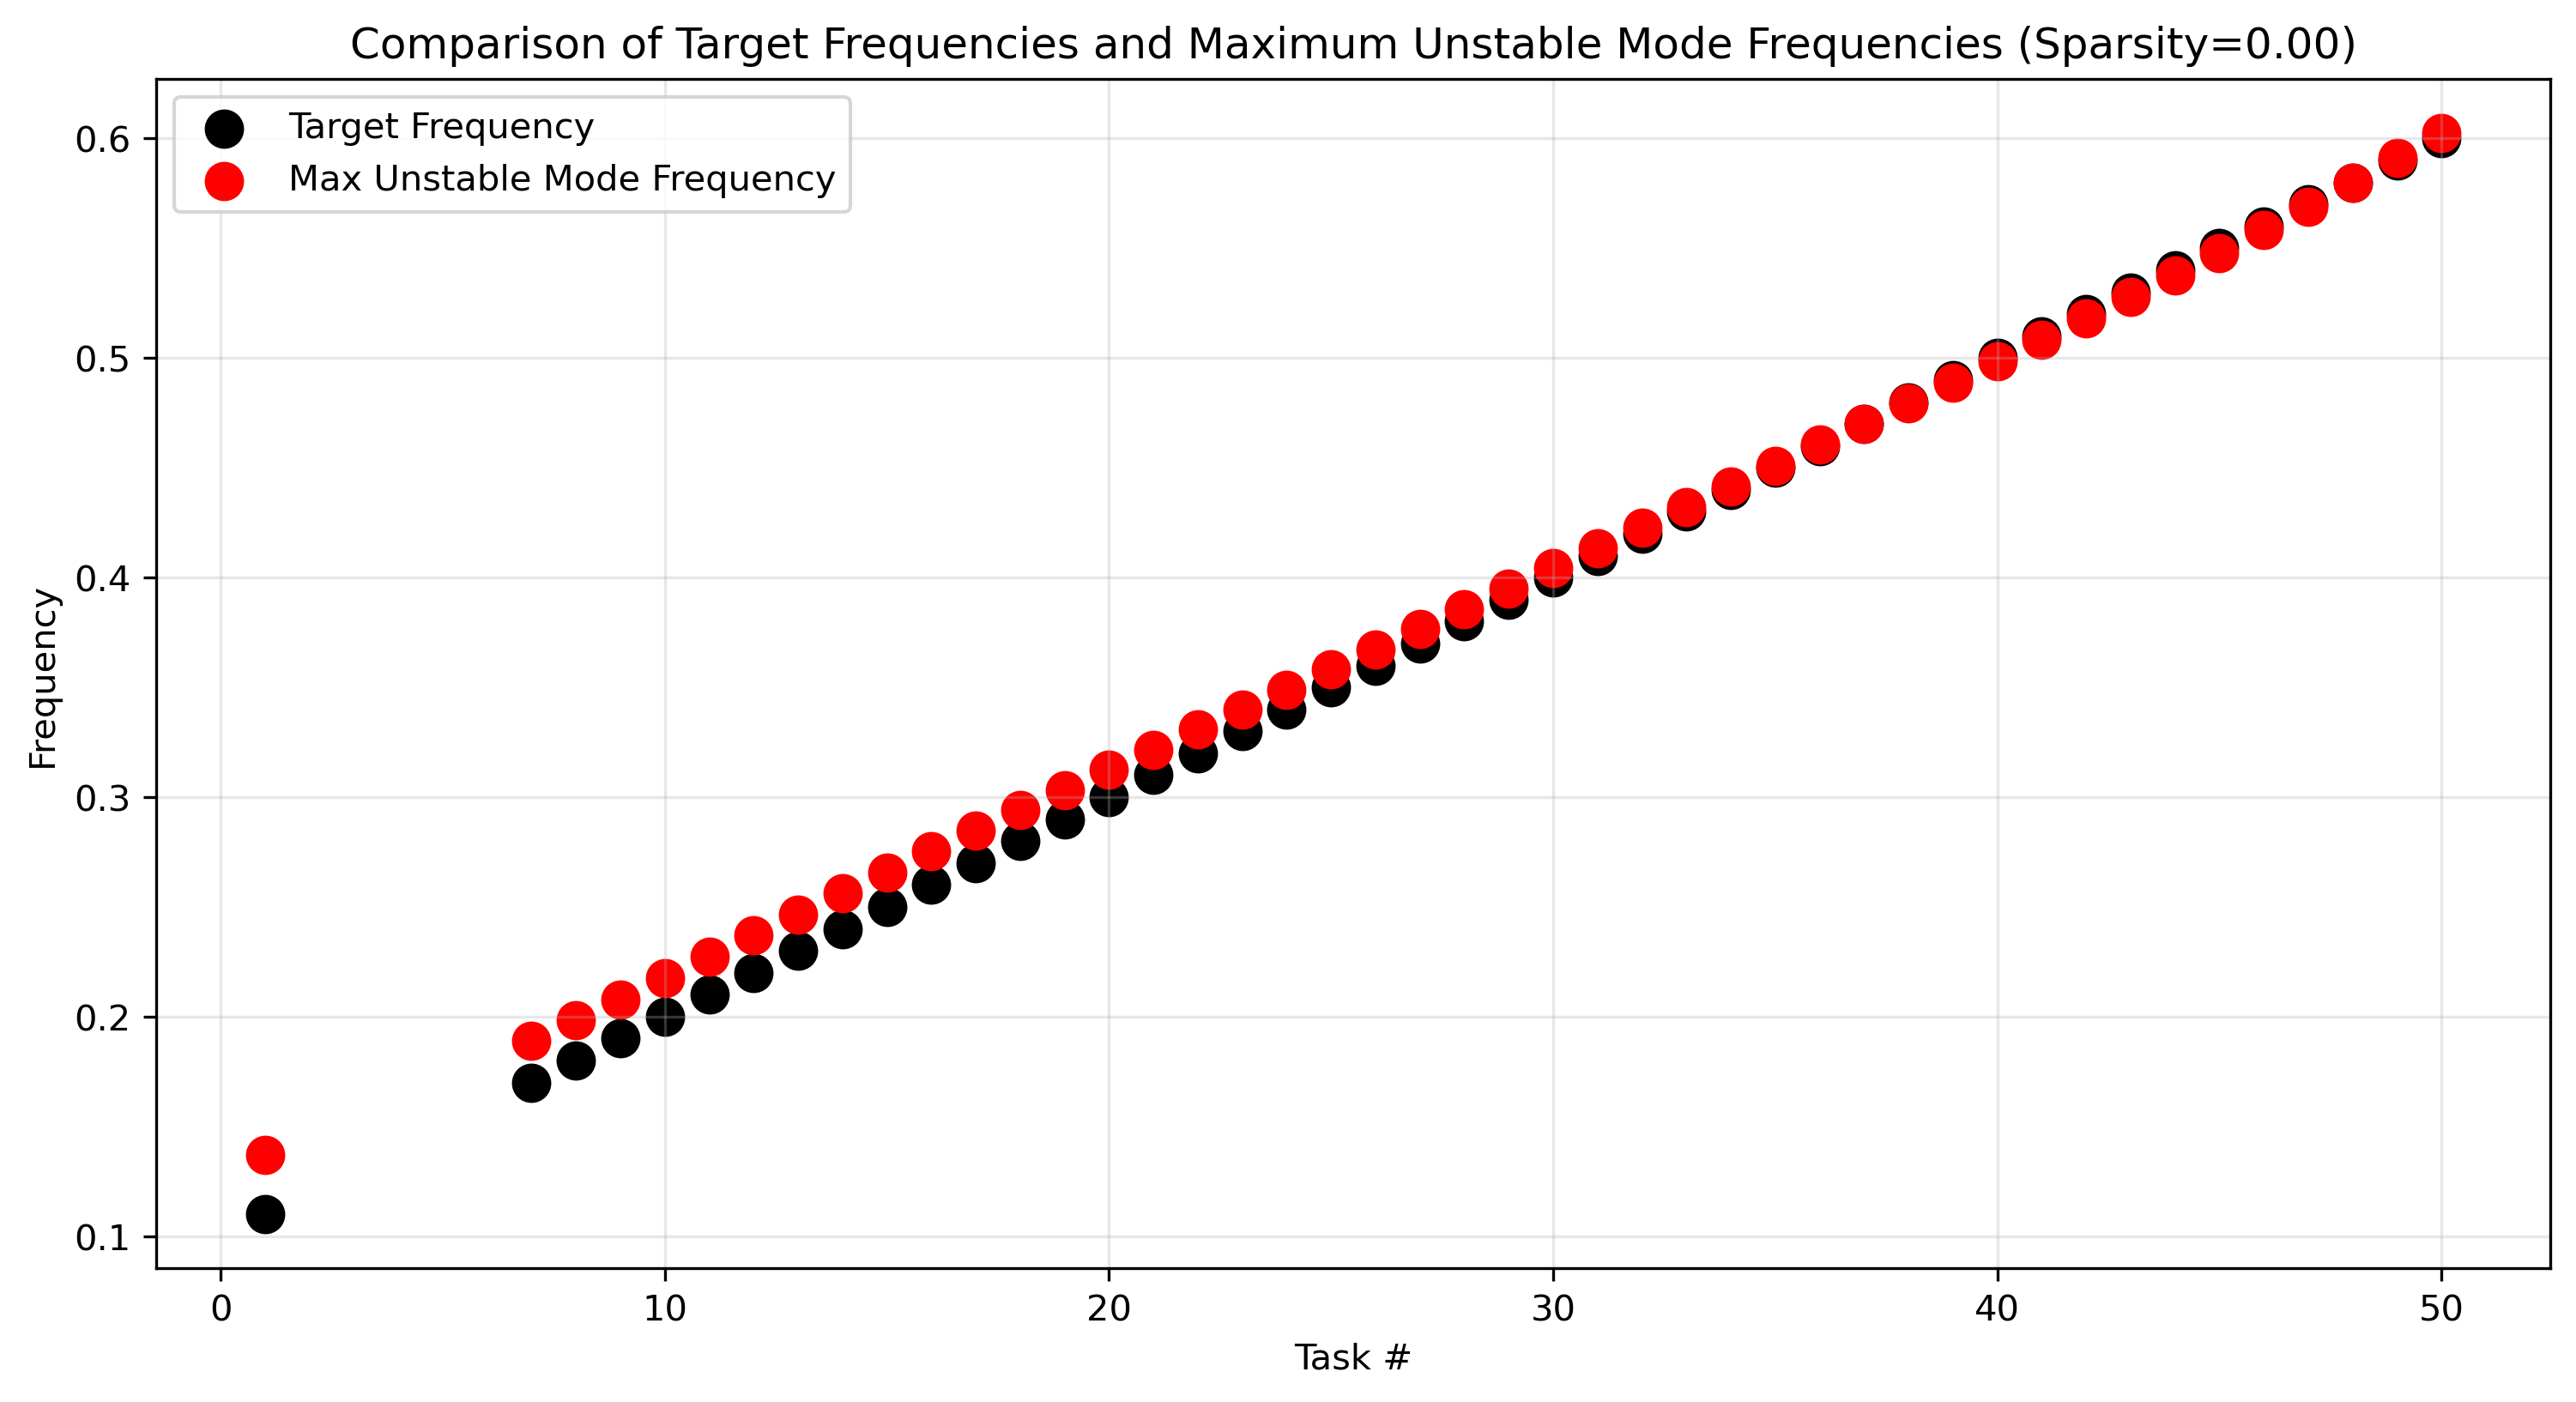 Comparison of Target Frequencies and Maximum Unstable Mode Frequencies (Sparsity=0.00)
Target Frequency
Max Unstable Mode Frequency
0.6
0.5
0.4
0.3
0.2
0.1
Frequency
0 10 20 30 40 50
Task #